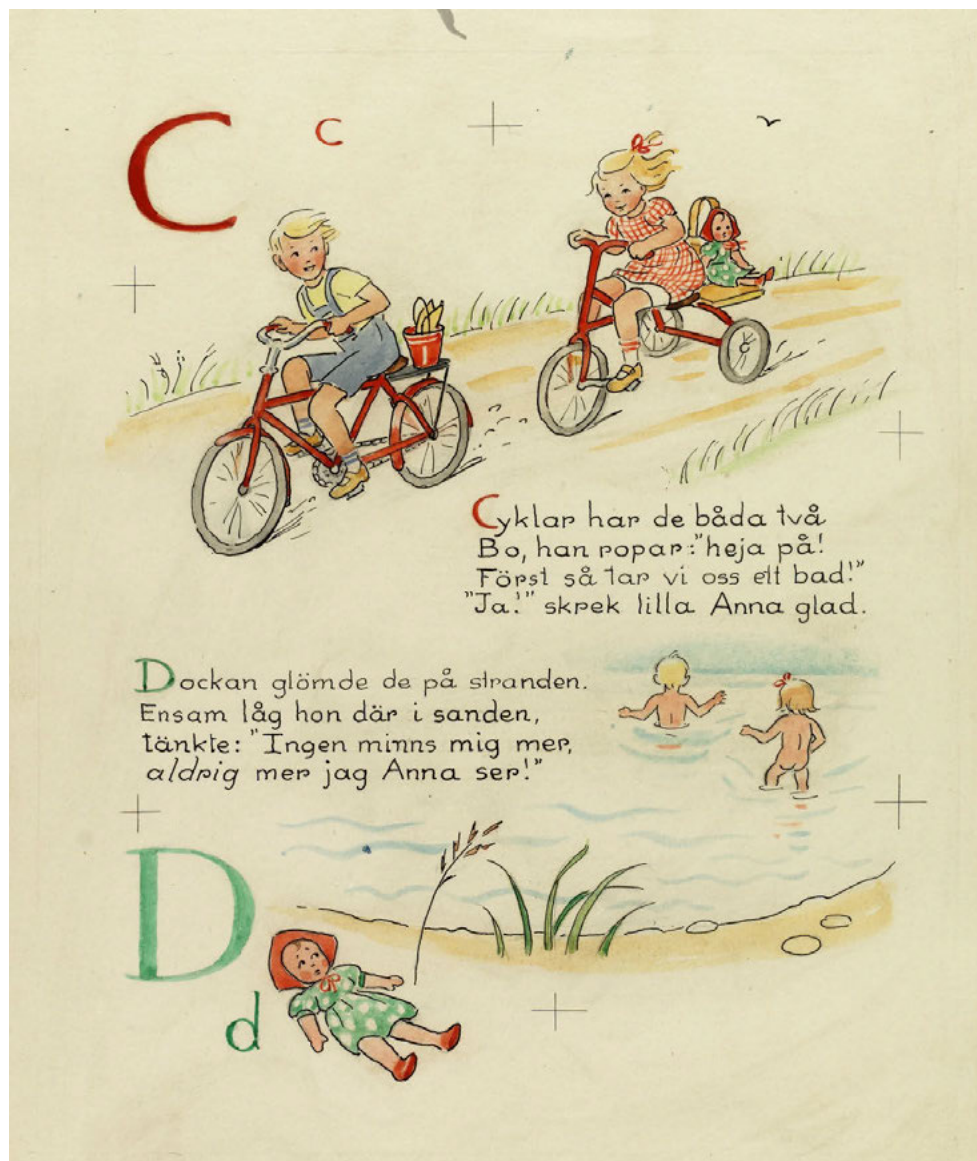 C c
Cyklar har de båda två
Bo, han ropar: "heja på!
Först så tar vi oss ett bad!"
"Ja!" skrek lilla Anna glad.
Dockan glömde de på stranden.
Ensam låg hon där i sanden,
tänkte: "Ingen minns mig mer,
aldrig mer jag Anna ser!"
D
d